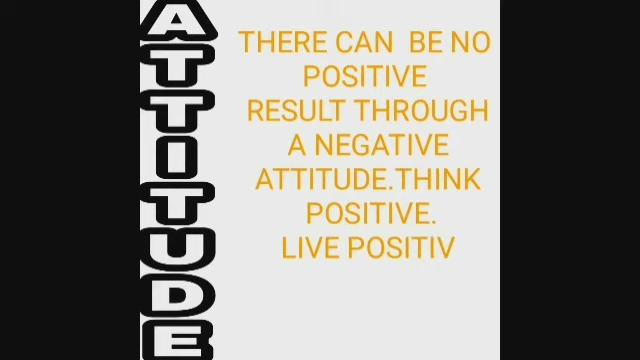 ATTITUDE
THERE CAN  BE NO
POSITIVE
RESULT THROUGH
A NEGATIVE
ATTITUDE.THINK
POSITIVE.
LIVE POSITIV